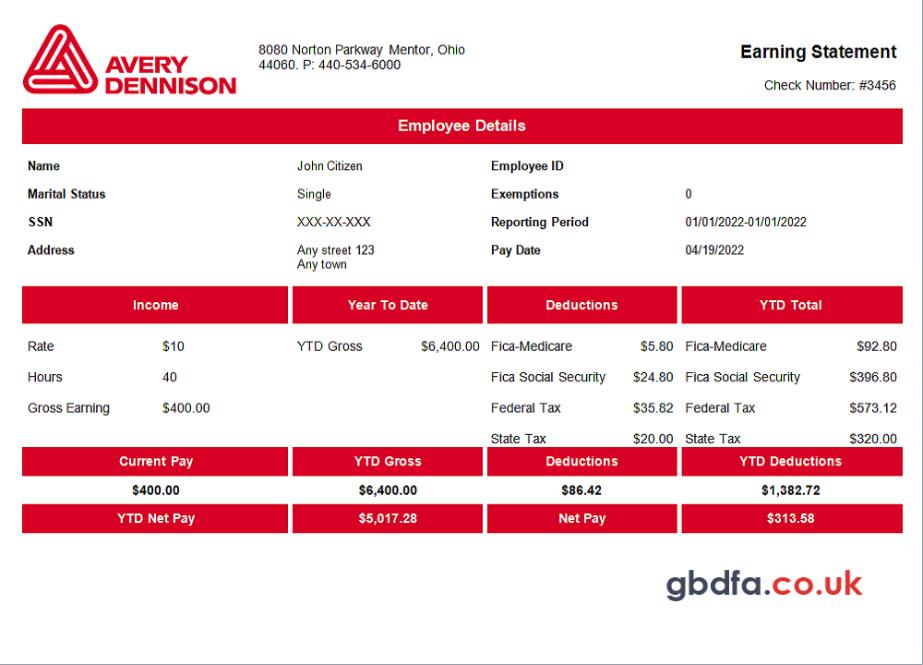 AVERY
DENNISON
8080 Norton Parkway Mentor, Ohio
44060. P: 440-534-6000
Earning Statement
Check Number: #3456
Employee Details
Name John Citizen Employee ID
Marital Status Single Exemptions 0
SSN XXX-XX-XXX Reporting Period 01/01/2022-01/01/2022
Address Any street 123 Pay Date 04/19/2022
Any town
Income Year To Date Deductions YTD Total
Rate $10 YTD Gross $6,400.00 Fica-Medicare $5.80 Fica-Medicare $92.80
Hours 40 Fica Social Security $24.80 Fica Social Security $396.80
Gross Earning $400.00 Federal Tax $35.82 Federal Tax $573.12
State Tax $20.00 State Tax $320.00
Current Pay YTD Gross Deductions YTD Deductions
$400.00 $6,400.00 $86.42 $1,382.72
YTD Net Pay $5,017.28 Net Pay $313.58
gbdfa.co.uk